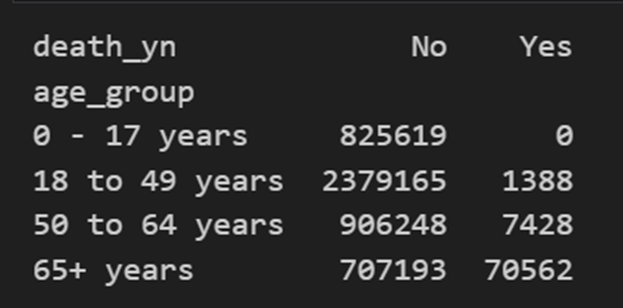 death_yn No Yes
age_group
0 - 17 years 825619 0
18 to 49 years 2379165 1388
50 to 64 years 906248 7428
65+ years 707193 70562